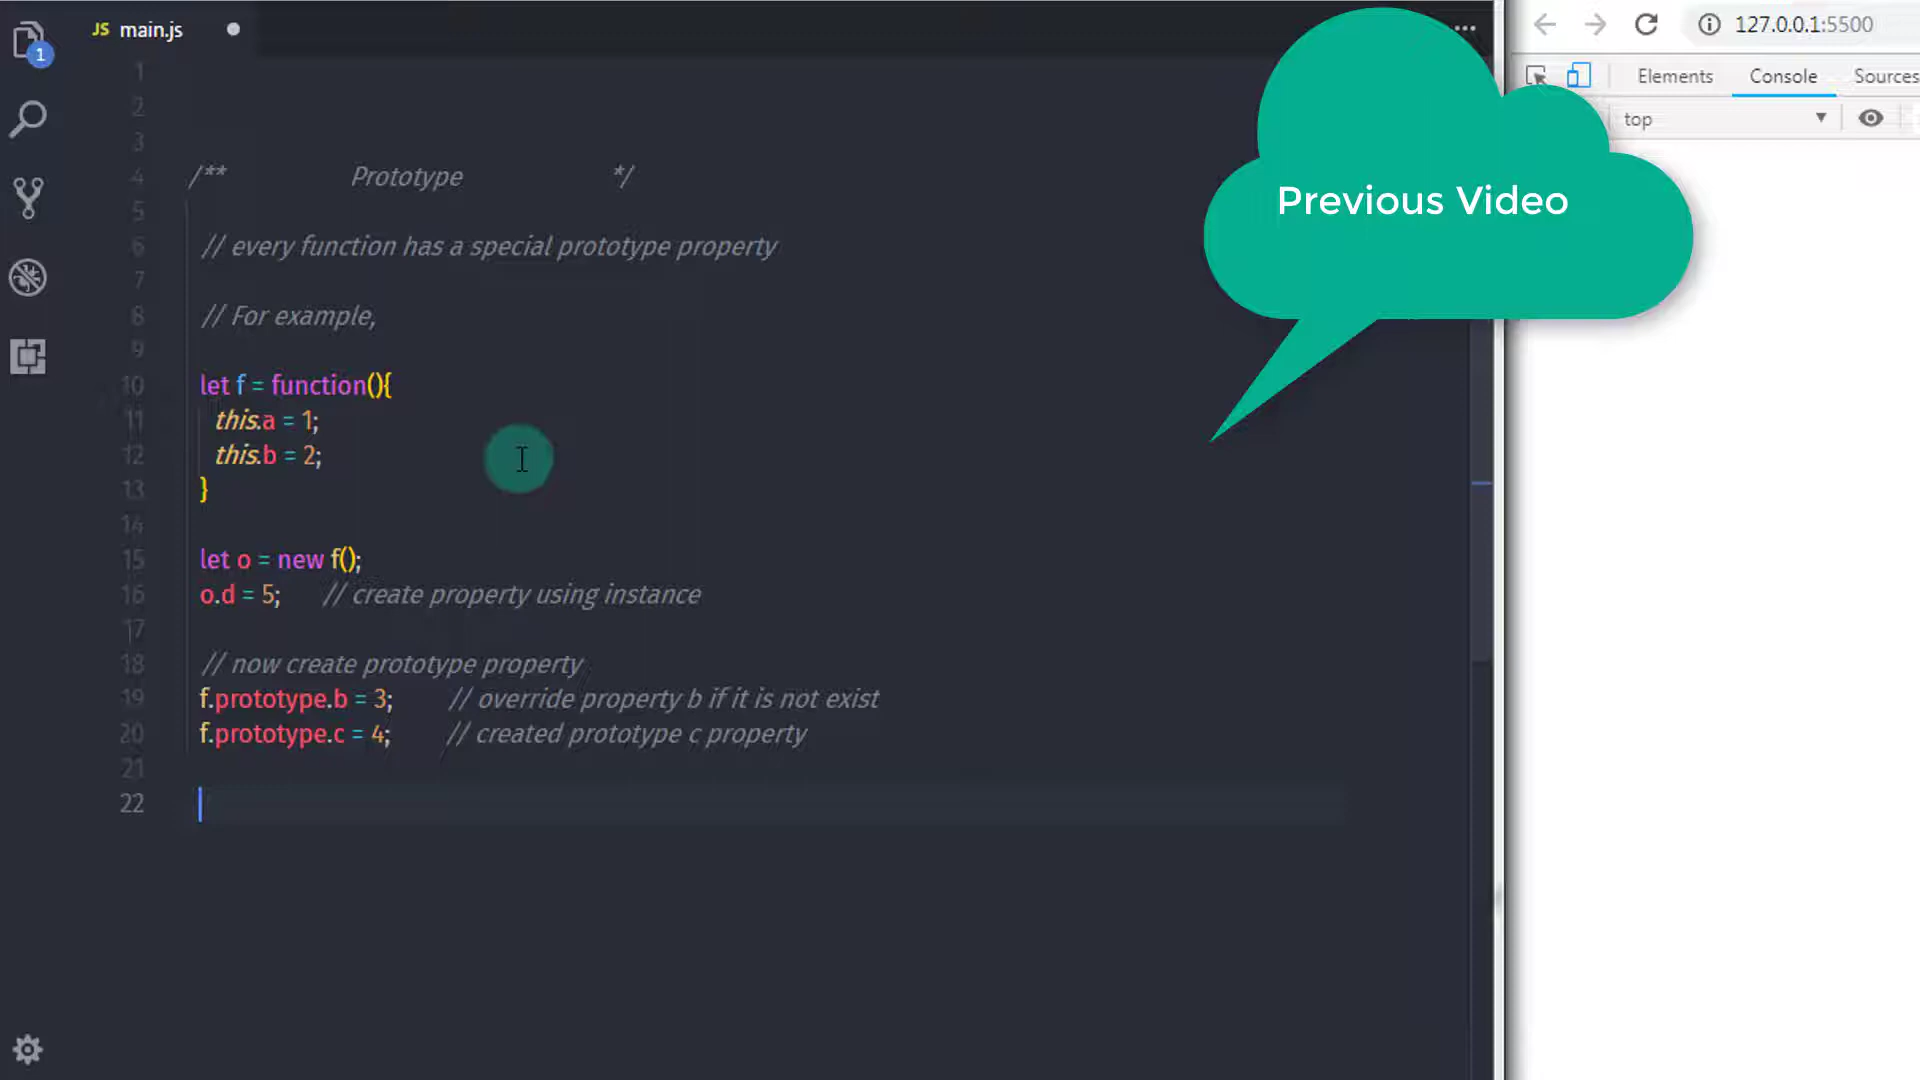 JS main.js
127.0.0.1:5500
Elements Console Sources
top
Previous Video
1
1
2
3
4 /** Prototype */
5
6 // every function has a special prototype property
7
8 // For example,
9
10 let f = function(){
11 this.a = 1;
12 this.b = 2;
13 }
14
15 let o = new f();
16 o.d = 5; // create property using instance
17
18 // now create prototype property
19 f.prototype.b = 3; // override property b if it is not exist
20 f.prototype.c = 4; // created prototype c property
21
22